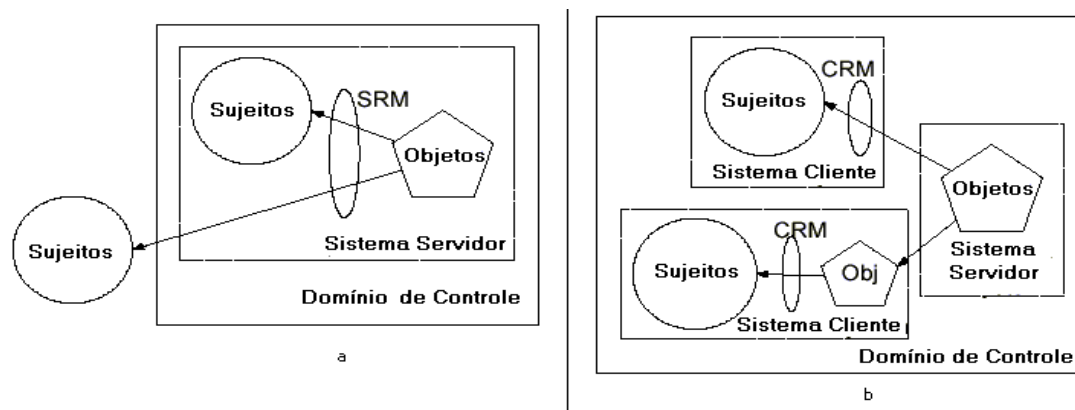 Sujeitos
SRM
Objetos
Sujeitos
Sistema Servidor
Domínio de Controle
a
CRM
Sujeitos
Sistema Cliente
Objetos
Sistema
Servidor
CRM
Sujeitos
Obj
Sistema Cliente
Domínio de Controle
b